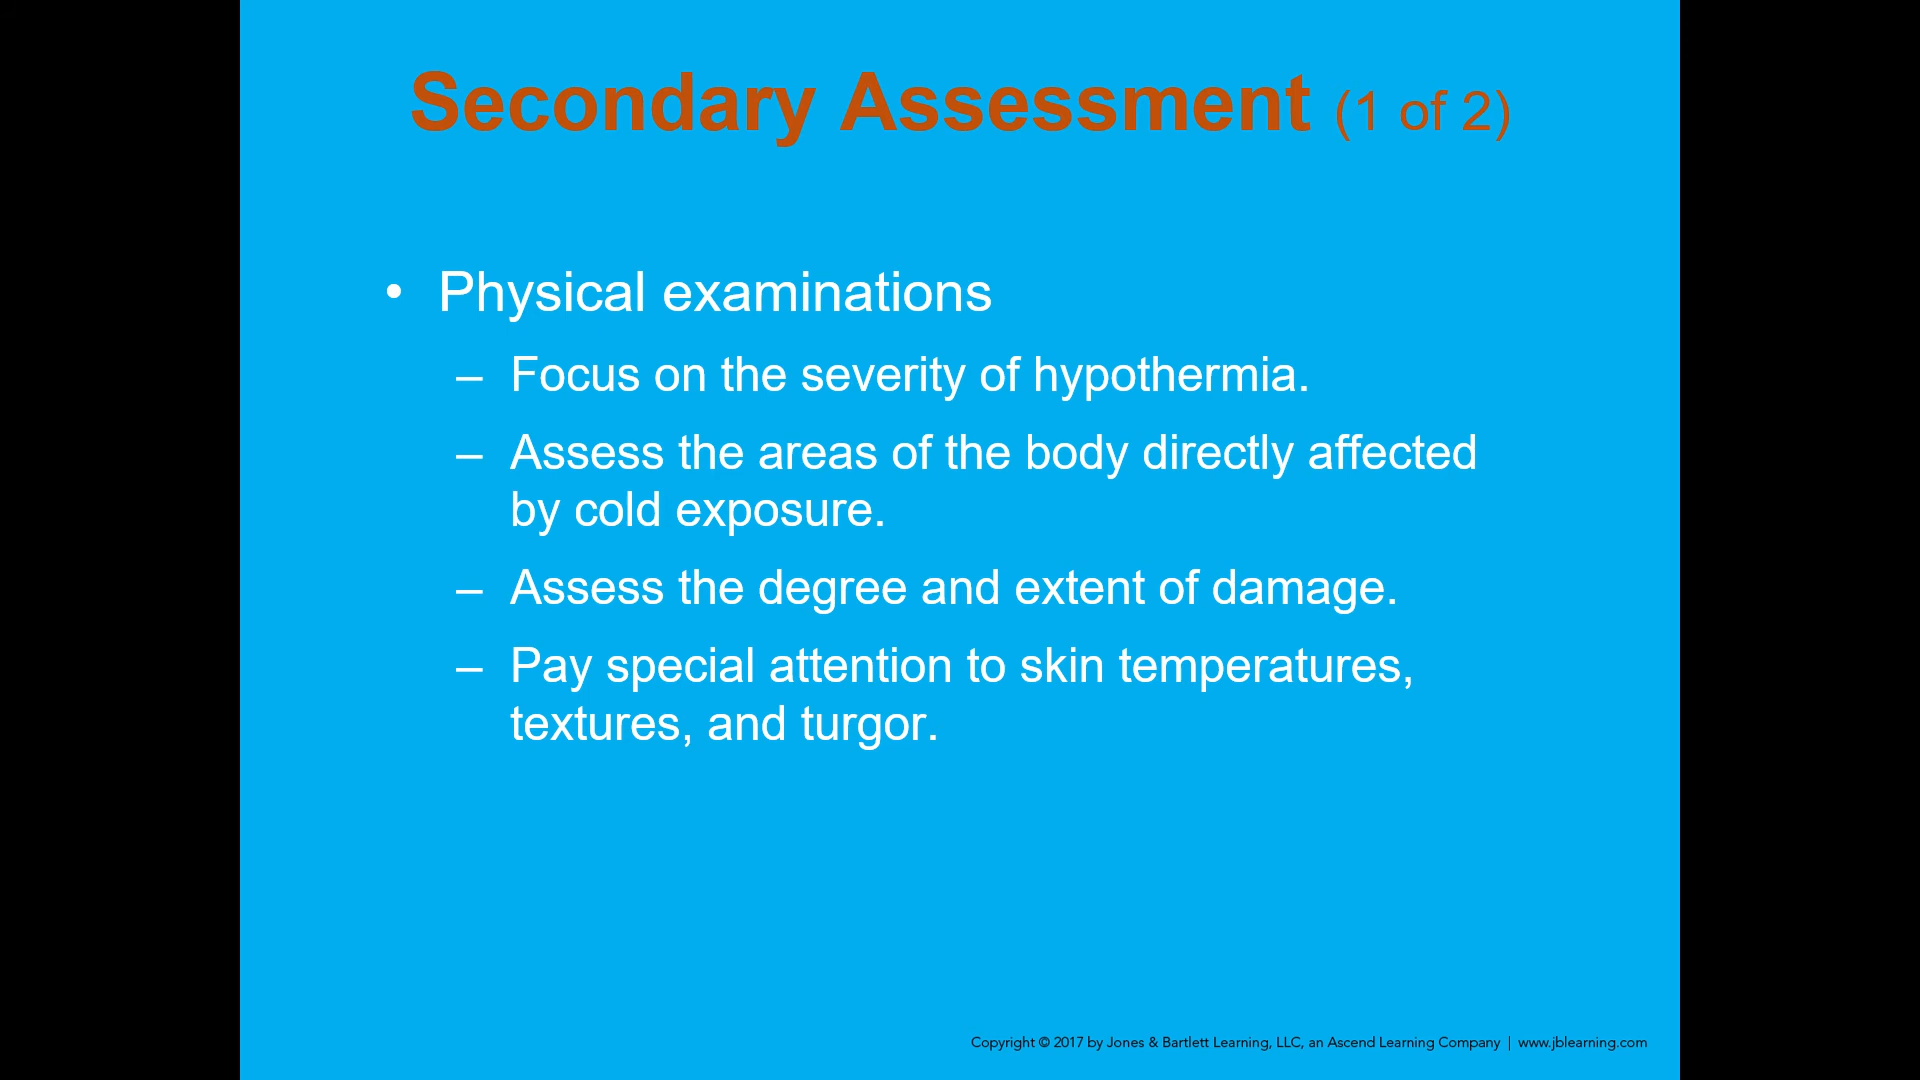 Secondary Assessment (1 of 2)
• Physical examinations
– Focus on the severity of hypothermia.
– Assess the areas of the body directly affected
by cold exposure.
– Assess the degree and extent of damage.
– Pay special attention to skin temperatures,
textures, and turgor.
Copyright © 2017 by Jones & Bartlett Learning, LLC, an Ascend Learning Company | www.jblearning.com